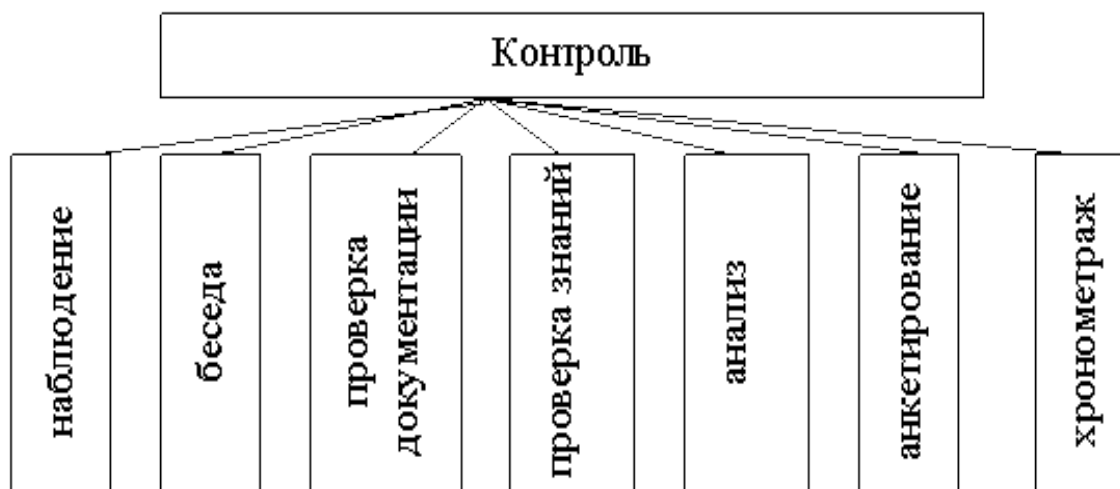 Контроль
наблюдение
беседа
проверка
документации
проверка знаний
анализ
анкетирование
хронометраж